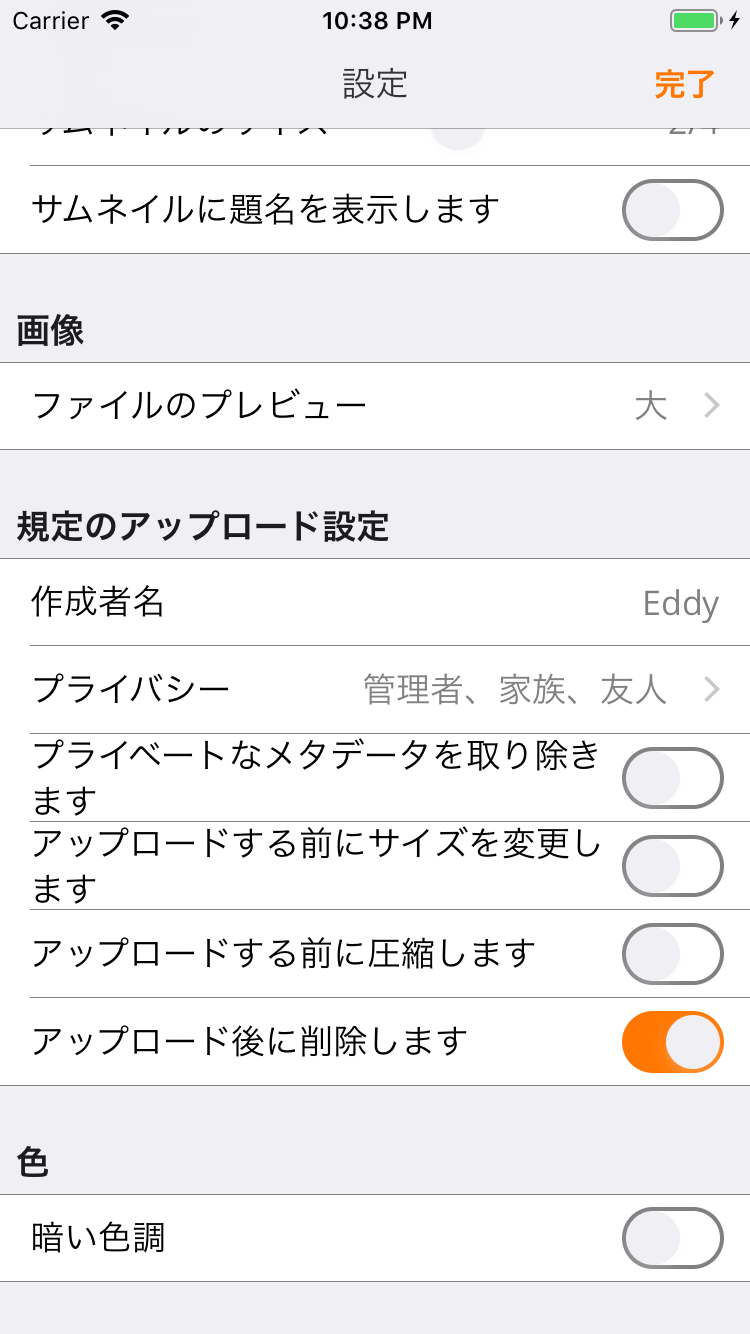 Carrier 10:38 PM
設定 完了
サムネイルに題名を表示します
画像
ファイルのプレビュー 大
規定のアップロード設定
作成者名 Eddy
プライバシー 管理者、家族、友人
プライベートなメタデータを取り除き
ます
アップロードする前にサイズを変更し
ます
アップロードする前に圧縮します
アップロード後に削除します
色
暗い色調